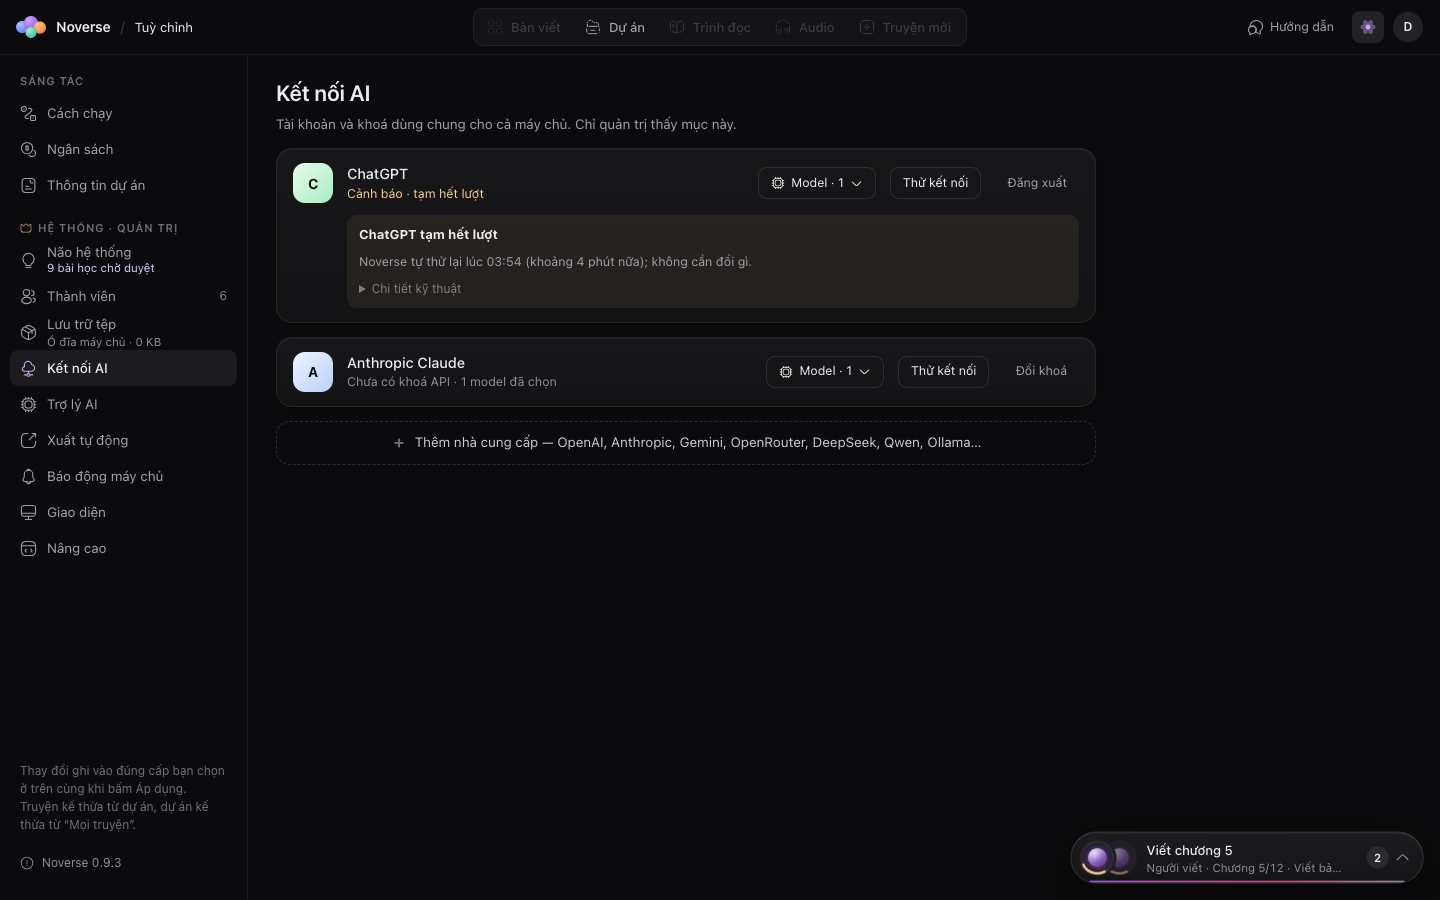 Noverse / Tuỳ chỉnh
Bàn viết
Dự án
Trình đọc
Audio
Truyện mới
Hướng dẫn
D
SÁNG TÁC
Cách chạy
Ngân sách
Thông tin dự án
HỆ THỐNG · QUẢN TRỊ
Não hệ thống
9 bài học chờ duyệt
Thành viên 6
Lưu trữ tệp
Ổ đĩa máy chủ · 0 KB
Kết nối AI
Trợ lý AI
Xuất tự động
Báo động máy chủ
Giao diện
Nâng cao
Thay đổi ghi vào đúng cấp bạn chọn
ở trên cùng khi bấm Áp dụng.
Truyện kế thừa từ dự án, dự án kế
thừa từ “Mọi truyện”.
Noverse 0.9.3
Kết nối AI
Tài khoản và khoá dùng chung cho cả máy chủ. Chỉ quản trị thấy mục này.
C
ChatGPT
Cảnh báo · tạm hết lượt
Model · 1
Thử kết nối
Đăng xuất
ChatGPT tạm hết lượt
Noverse tự thử lại lúc 03:54 (khoảng 4 phút nữa); không cần đổi gì.
Chi tiết kỹ thuật
A
Anthropic Claude
Chưa có khoá API · 1 model đã chọn
Model · 1
Thử kết nối
Đổi khoá
+ Thêm nhà cung cấp — OpenAI, Anthropic, Gemini, OpenRouter, DeepSeek, Qwen, Ollama…
Viết chương 5
Người viết · Chương 5/12 · Viết bả…
2